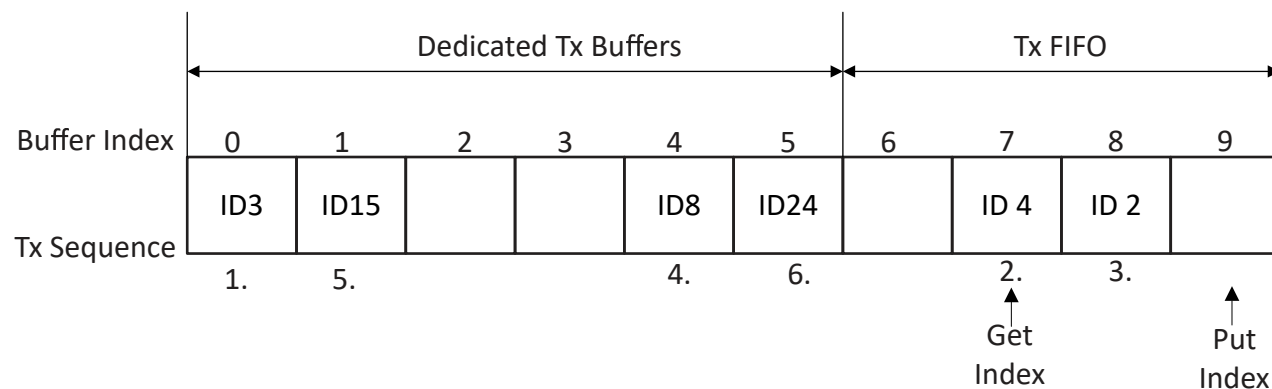 Dedicated Tx Buffers Tx FIFO
Buffer Index 0 1 2 3 4 5 6 7 8 9
ID3 ID15 ID8 ID24 ID 4 ID 2
Tx Sequence
1. 5. 4. 6. 2. 3.
Get Put
Index Index